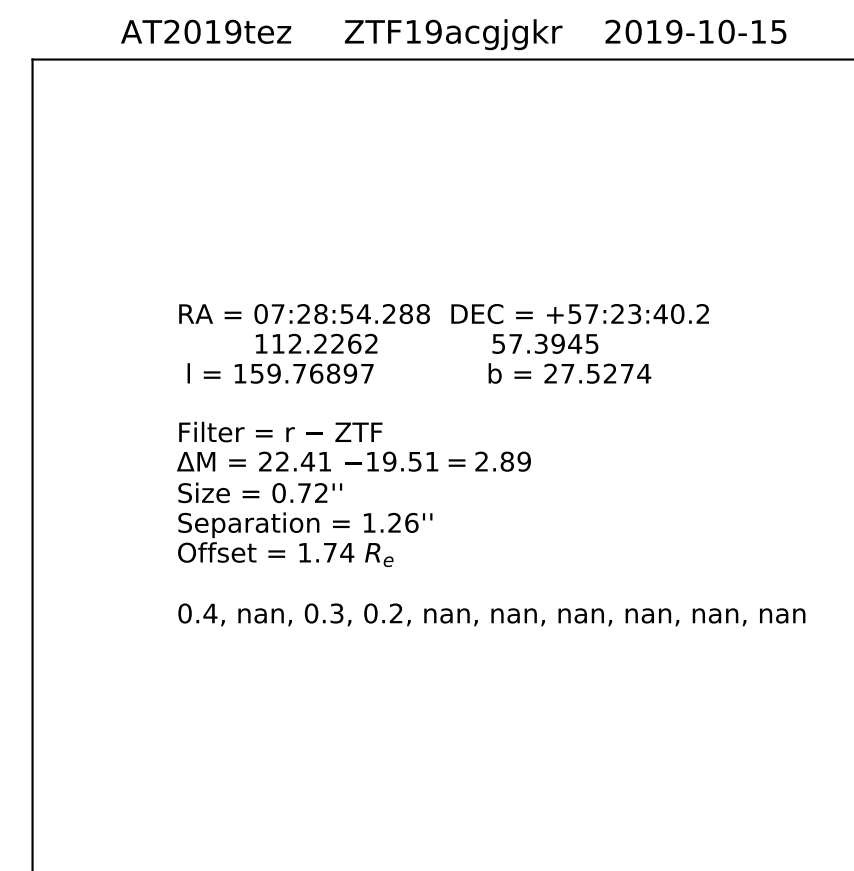 AT2019tez ZTF19acgjgkr 2019-10-15
RA = 07:28:54.288 DEC = +57:23:40.2
112.2262 57.3945
l = 159.76897 b = 27.5274
Filter = r − ZTF
ΔM = 22.41 −19.51 = 2.89
Size = 0.72''
Separation = 1.26''
Offset = 1.74 Rₑ
0.4, nan, 0.3, 0.2, nan, nan, nan, nan, nan, nan